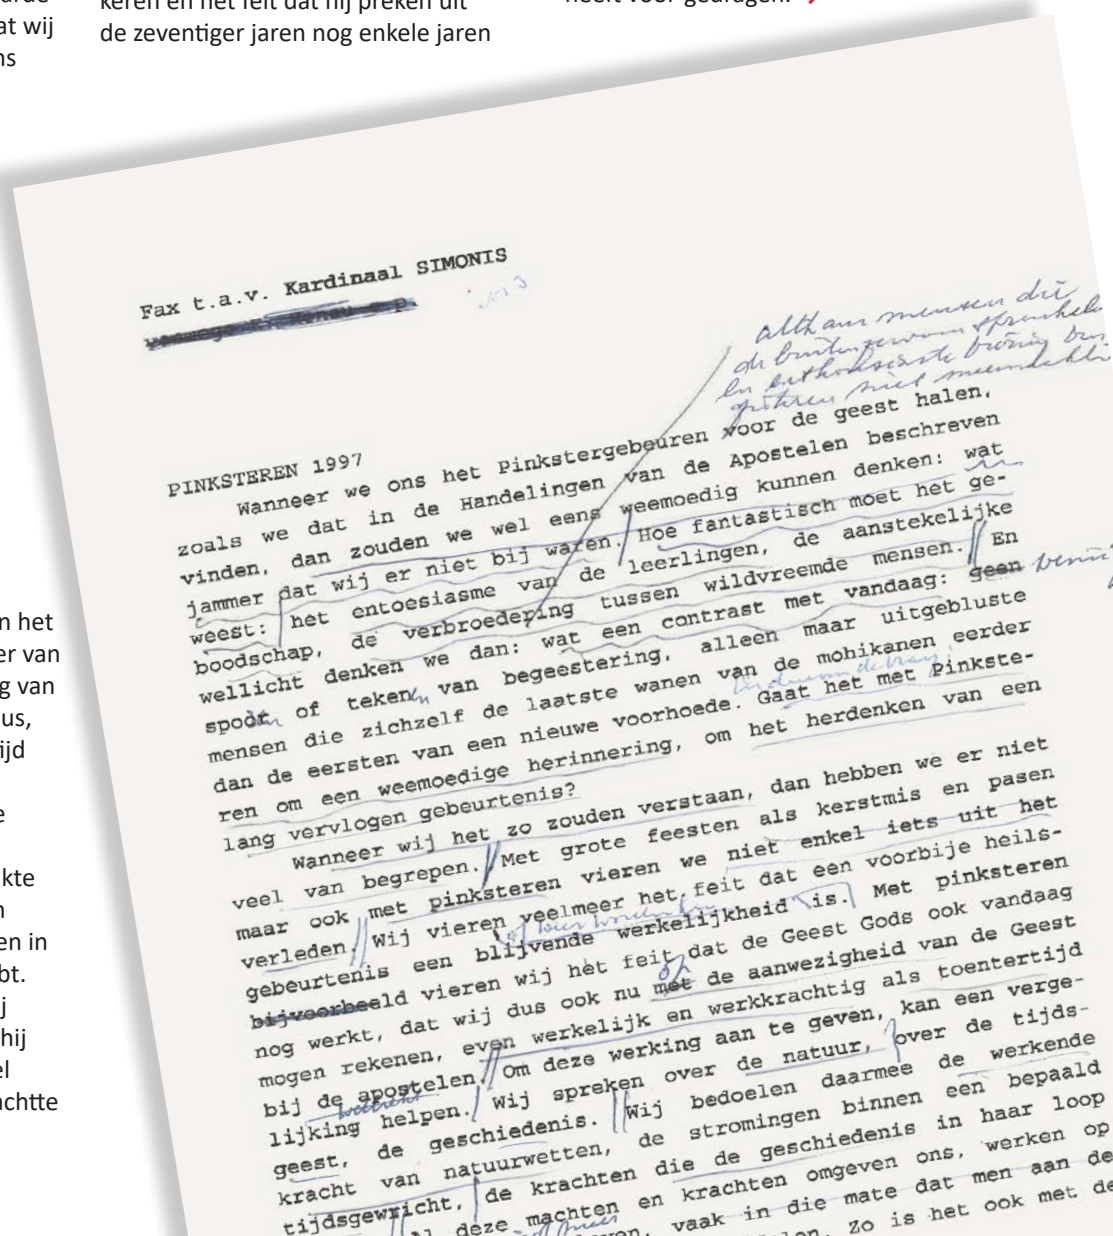 arde
at wij
ns
keren en het feit dat hij preken uit
de zeventiger jaren nog enkele jaren
heeft voor gedragen.
n het
er van
g van
us,
ijd
e
kte
n
en in
bt.
j
hij
el
achtte
Fax t.a.v. Kardinaal SIMONIS
althans mensen die
de buitengewoon
en enthousiaste
niet
PINKSTEREN 1997
Wanneer we ons het Pinkstergebeuren voor de geest halen,
zoals we dat in de Handelingen van de Apostelen beschreven
vinden, dan zouden we wel eens weemoedig kunnen denken: wat
jammer dat wij er niet bij waren. Hoe fantastisch moet het ge-
weest: het entoesiasme van de leerlingen, de aanstekelijke
boodschap, de verbroedering tussen wildvreemde mensen. En
wellicht denken we dan: wat een contrast met vandaag: geen
spoor of teken van begeestering, alleen maar uitgebluste
mensen die zichzelf de laatste wanen van de mohikanen eerder
dan de eersten van een nieuwe voorhoede. Gaat het met Pinkste-
ren om een weemoedige herinnering, om het herdenken van een
lang vervlogen gebeurtenis?
Wanneer wij het zo zouden verstaan, dan hebben we er niet
veel van begrepen. Met grote feesten als kerstmis en pasen
maar ook met pinksteren vieren we niet enkel iets uit het
verleden. Wij vieren veelmeer het feit dat een voorbije heils-
gebeurtenis een blijvende werkelijkheid is. Met pinksteren
bijvoorbeeld vieren wij het feit dat de Geest Gods ook vandaag
op
nog werkt, dat wij dus ook nu met de aanwezigheid van de Geest
mogen rekenen, even werkelijk en werkkrachtig als toentertijd
bij de apostelen. Om deze werking aan te geven, kan een verge-
lijking helpen. Wij spreken over de natuur, over de tijds-
geest, de geschiedenis. Wij bedoelen daarmee de werkende
kracht van natuurwetten, de stromingen binnen een bepaald
tijdsgewricht, de krachten die de geschiedenis in haar loop
deze machten en krachten omgeven ons, werken op
vaak in die mate dat men aan de
Zo is het ook met de